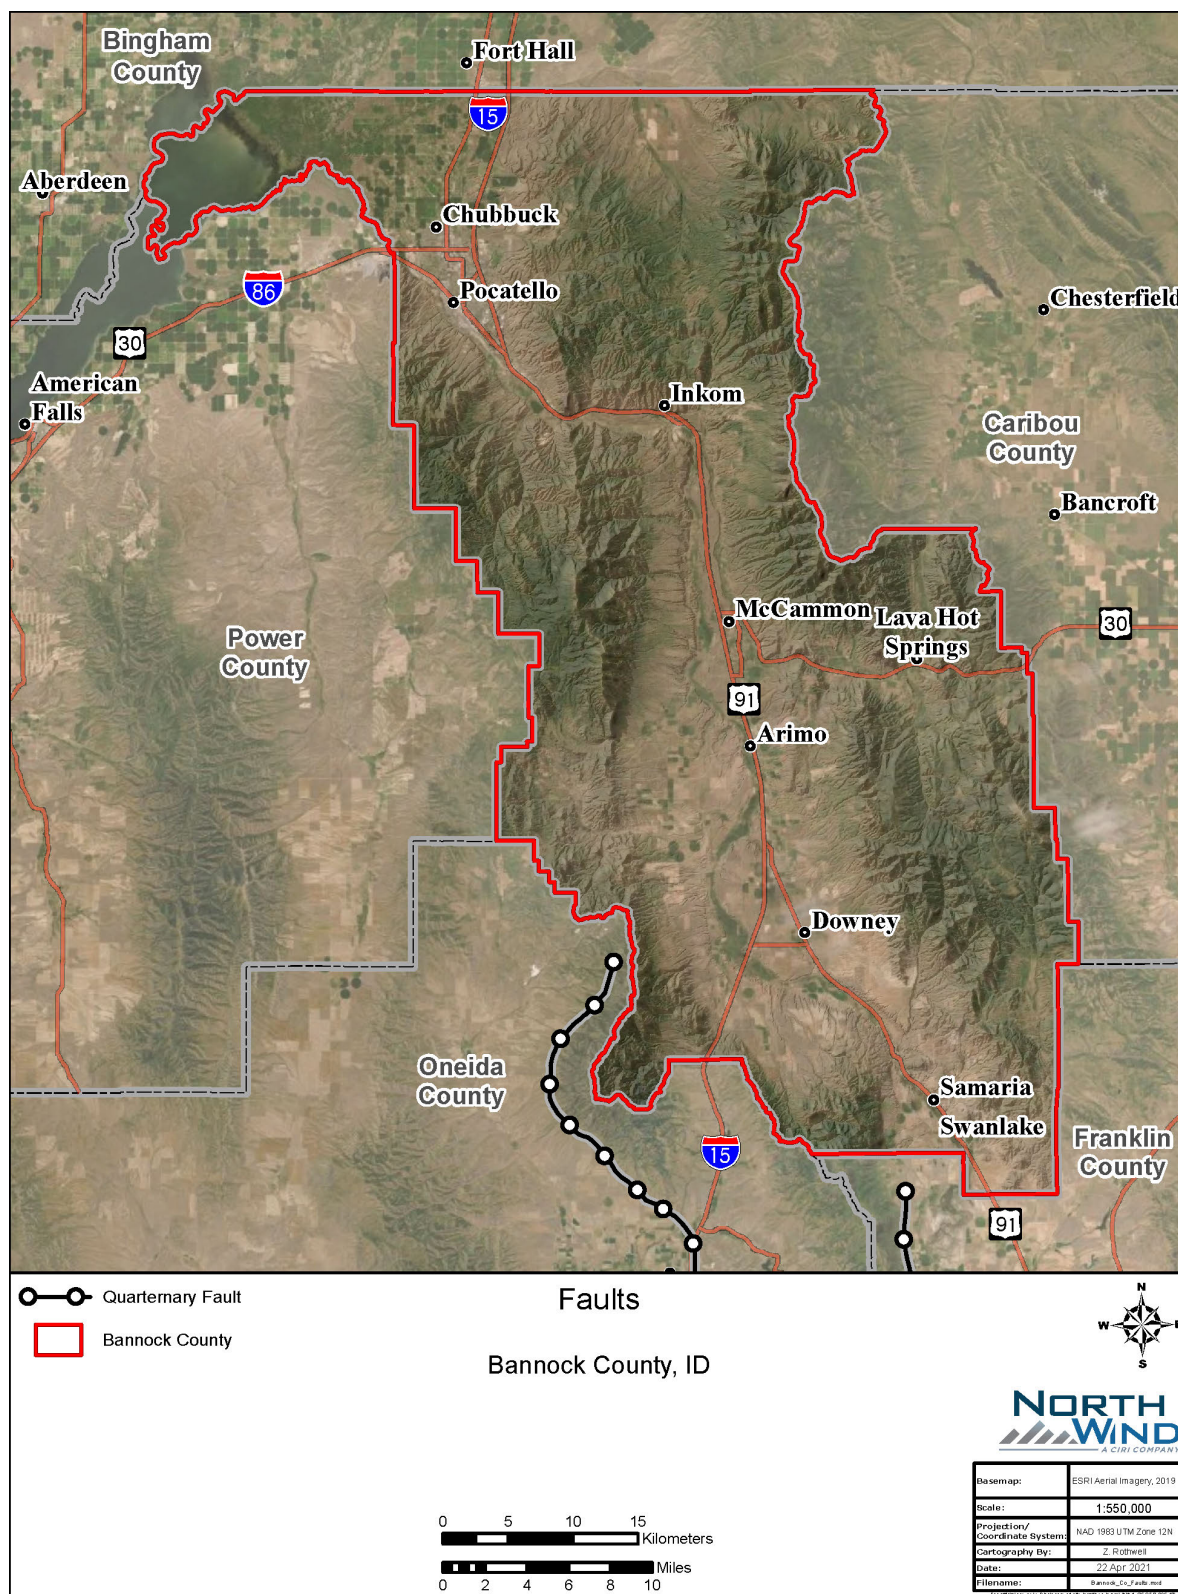 Bingham
County
Fort Hall
15
Aberdeen
Chubbuck
86
Pocatello
Chesterfield
30
American
Falls
Inkom
Caribou
County
Bancroft
McCammon
Lava Hot
Springs
30
Power
County
91
Arimo
Downey
Oneida
County
Samaria
Swanlake
15
Franklin
County
91
Quarternary Fault
Bannock County
Faults
Bannock County, ID
N
W
E
S
NORTH
WIND
A CIRI COMPANY
0 5 10 15
Kilometers
Miles
0 2 4 6 8 10
Basemap: ESRI Aerial Imagery, 2019
Scale: 1:550,000
Projection/
Coordinate System: NAD 1983 UTM Zone 12N
Cartography By: Z. Rothwell
Date: 22 Apr 2021
Filename: Bannock_Co_Faults.mxd